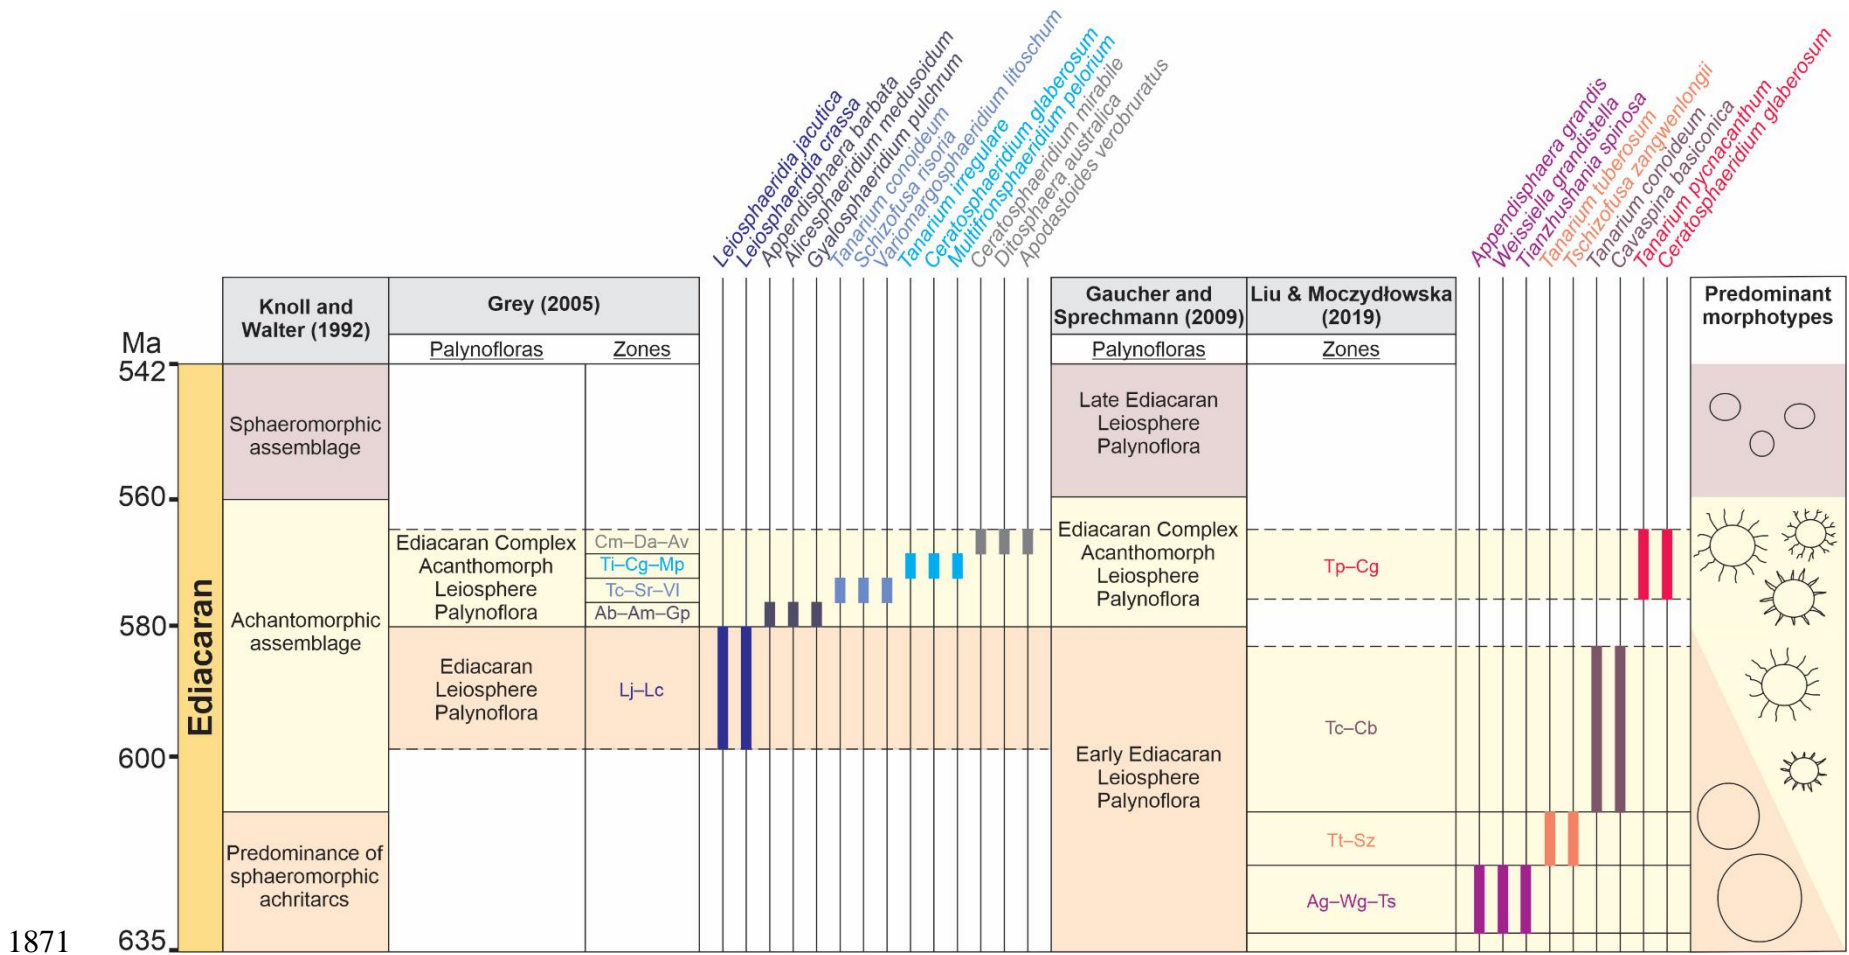 Leiosphaeridia jacutica
Leiosphaeridia crassa
Appendisphaera barbata
Alicesphaeridium medusoidum
Gyalosphaeridium pulchrum
Tanarium conoideum
Schizofusa risoria
Variomargosphaeridium litoschum
Tanarium irregulare
Ceratosphaeridium glaberosum
Multifronsphaeridium pelorium
Ceratosphaeridium mirabile
Ditosphaera australica
Apodastoides verobruratus
Appendisphaera grandis
Weissiella grandistella
Tianzhushania spinosa
Tanarium tuberosum
Tschizofusa zangwenlongii
Tanarium conoideum
Cavaspina basiconica
Tanarium pycnacanthum
Ceratosphaeridium glaberosum
Knoll and
Walter (1992)
Grey (2005)
Palynofloras
Zones
Gaucher and
Sprechmann (2009)
Palynofloras
Liu & Moczydłowska
(2019)
Zones
Predominant
morphotypes
Ma
542
560
580
600
635
Ediacaran
Sphaeromorphic
assemblage
Achantomorphic
assemblage
Predominance of
sphaeromorphic
achritarcs
Ediacaran Complex
Acanthomorph
Leiosphere
Palynoflora
Ediacaran
Leiosphere
Palynoflora
Cm–Da–Av
Ti–Cg–Mp
Tc–Sr–Vl
Ab–Am–Gp
Lj–Lc
Late Ediacaran
Leiosphere
Palynoflora
Ediacaran Complex
Acanthomorph
Leiosphere
Palynoflora
Early Ediacaran
Leiosphere
Palynoflora
Tp–Cg
Tc–Cb
Tt–Sz
Ag–Wg–Ts
1871